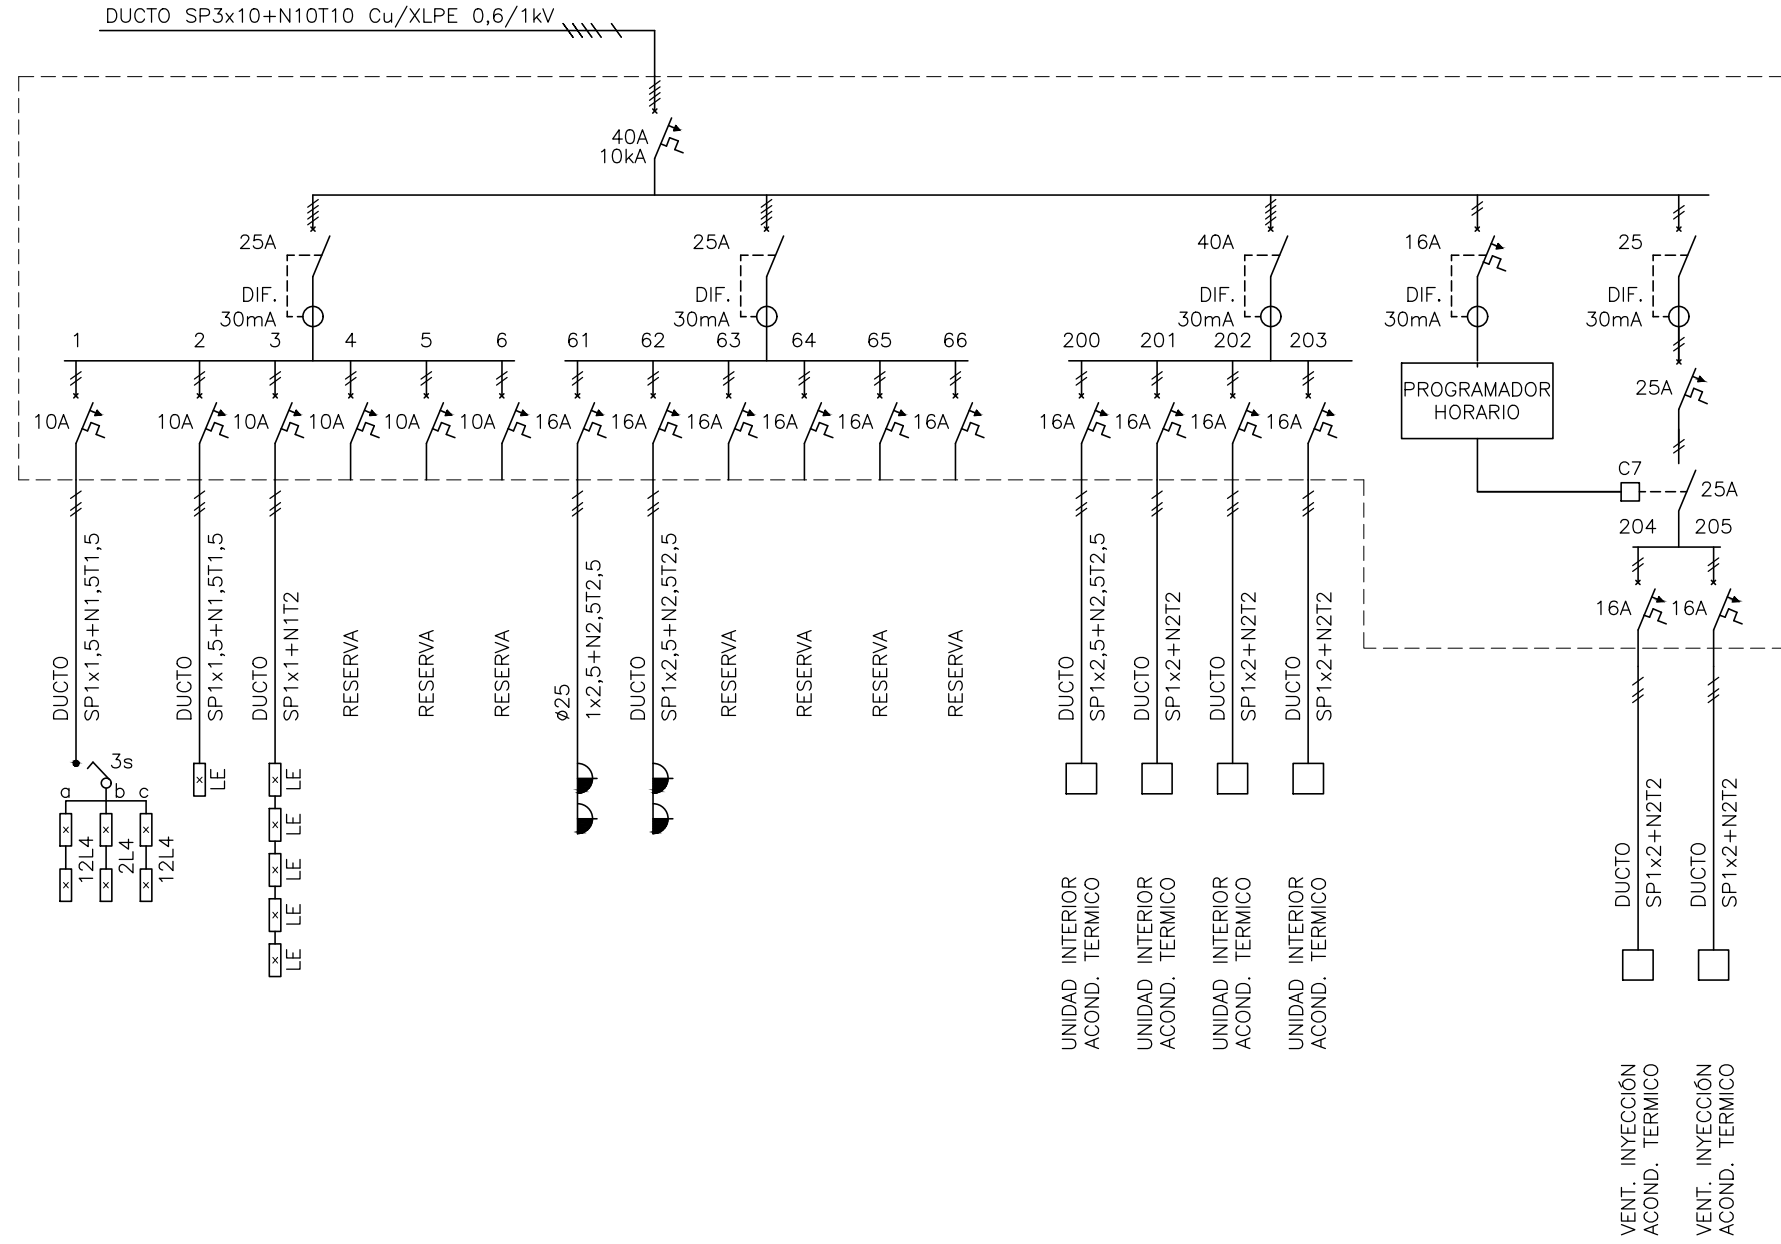 DUCTO SP3x10+N10T10 Cu/XLPE 0,6/1kV
40A
10kA
25A
DIF.
30mA
25A
DIF.
30mA
40A
DIF.
30mA
16A
DIF.
30mA
25
DIF.
30mA
1
2
3
4
5
6
61
62
63
64
65
66
200
201
202
203
10A
10A
10A
10A
10A
10A
16A
16A
16A
16A
16A
16A
16A
16A
16A
16A
PROGRAMADOR
HORARIO
25A
C7
25A
204
205
16A
16A
DUCTO
SP1x1,5+N1,5T1,5
DUCTO
SP1x1,5+N1,5T1,5
DUCTO
SP1x1+N1T2
RESERVA
RESERVA
RESERVA
ø25
1x2,5+N2,5T2,5
DUCTO
SP1x2,5+N2,5T2,5
RESERVA
RESERVA
RESERVA
RESERVA
DUCTO
SP1x2,5+N2,5T2,5
DUCTO
SP1x2+N2T2
DUCTO
SP1x2+N2T2
DUCTO
SP1x2+N2T2
DUCTO
SP1x2+N2T2
DUCTO
SP1x2+N2T2
3s
a
b
c
12L4
2L4
12L4
LE
LE
LE
LE
LE
LE
UNIDAD INTERIOR
ACOND. TERMICO
UNIDAD INTERIOR
ACOND. TERMICO
UNIDAD INTERIOR
ACOND. TERMICO
UNIDAD INTERIOR
ACOND. TERMICO
VENT. INYECCIÓN
ACOND. TERMICO
VENT. INYECCIÓN
ACOND. TERMICO